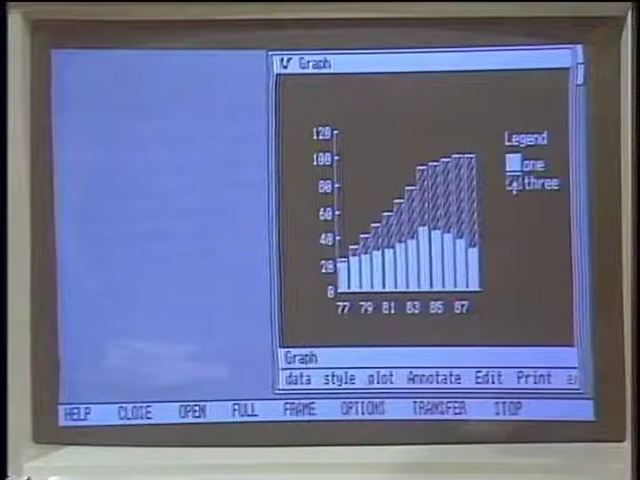 Graph
120
100
80
60
40
20
0
77 79 81 83 85 87
Legend
one
three
Graph
data style plot Annotate Edit Print
HELP CLOSE OPEN FULL FRAME OPTIONS TRANSFER STOP